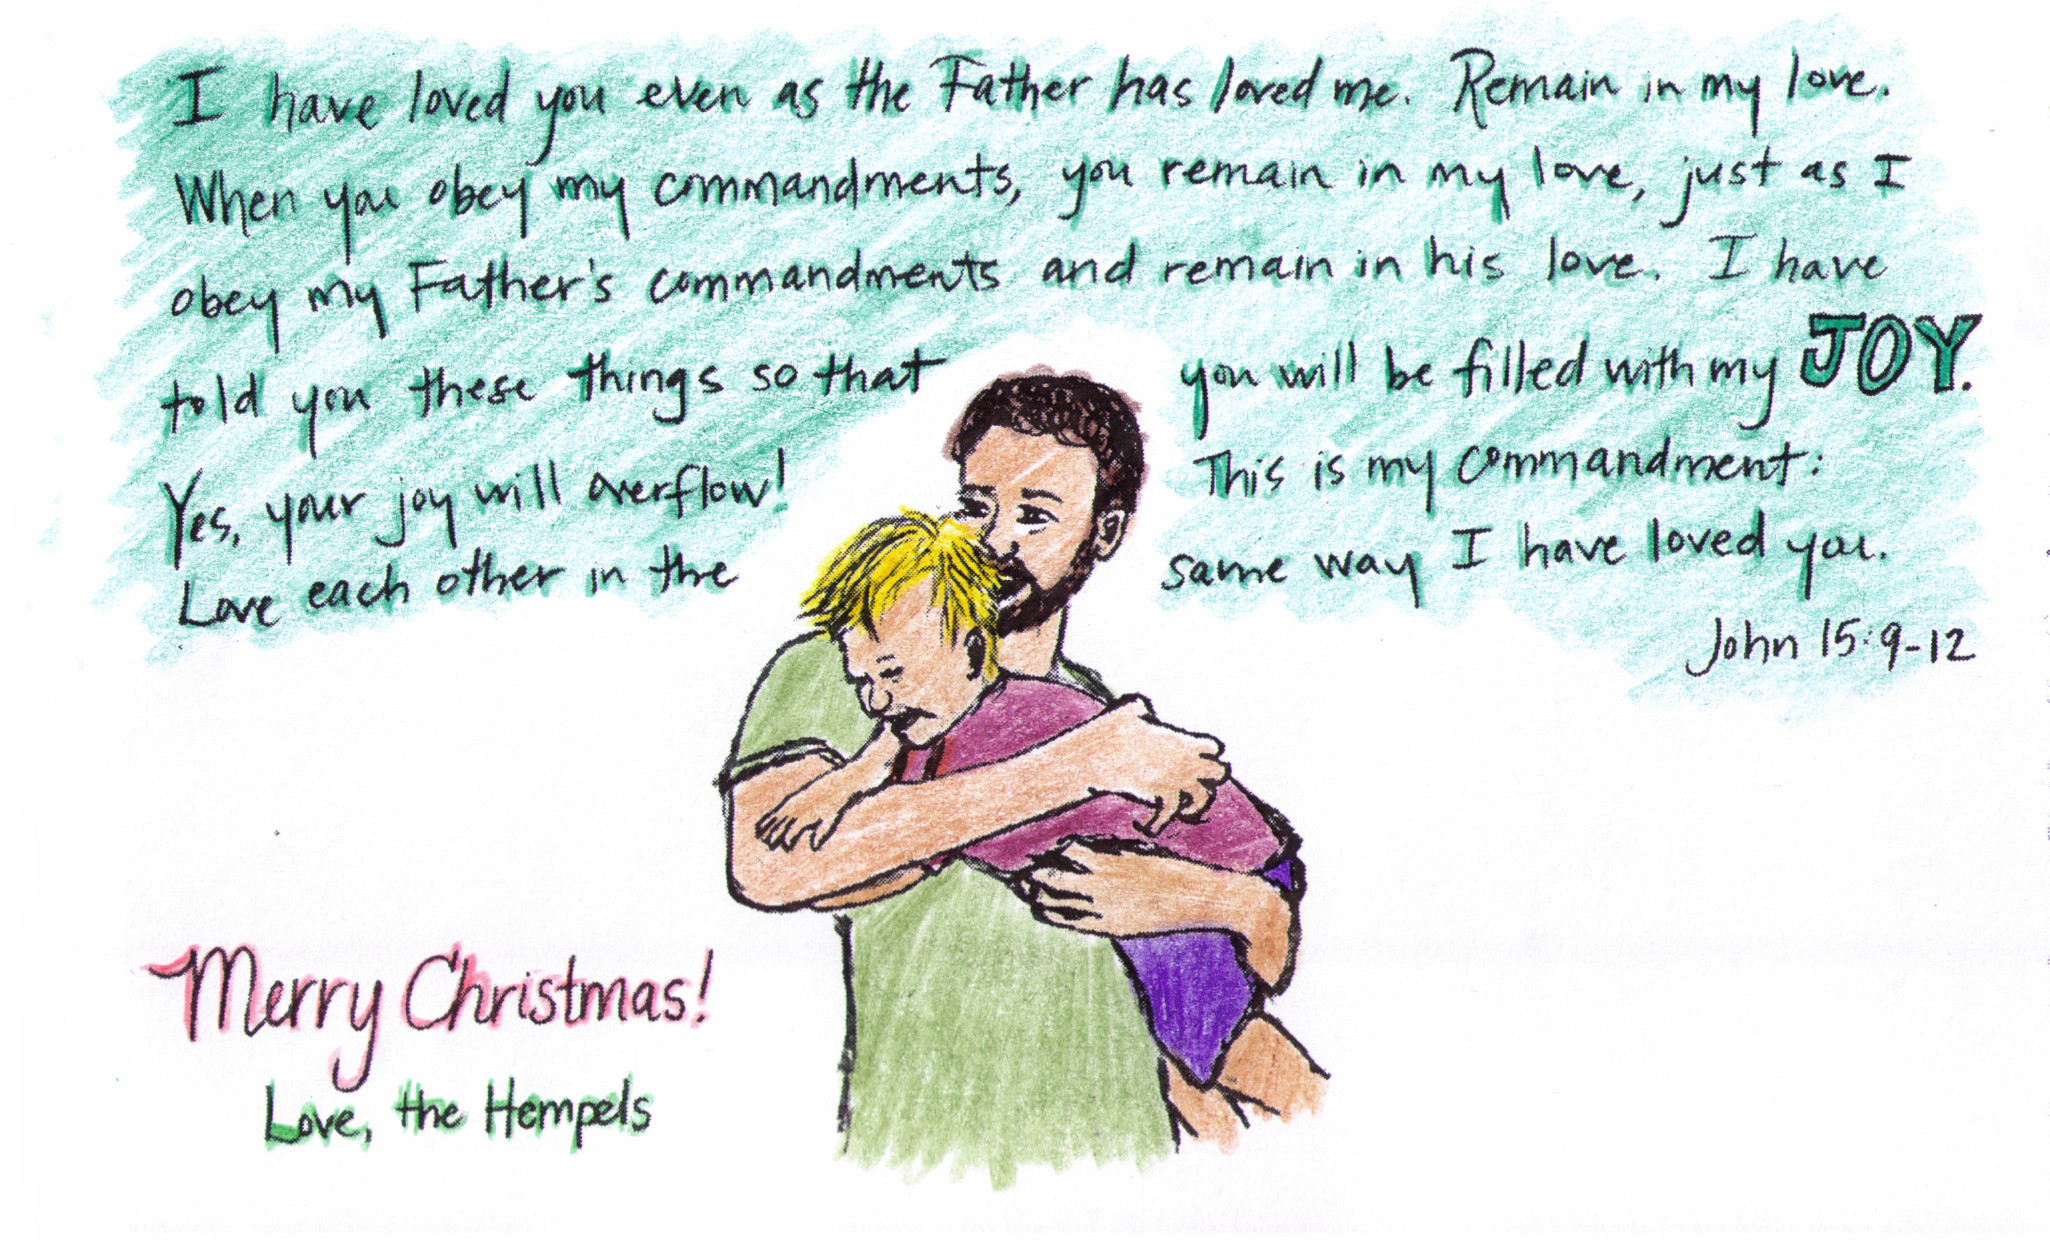 I have loved you even as the Father has loved me. Remain in my love.
When you obey my commandments, you remain in my love, just as I
obey my Father's commandments and remain in his love. I have
told you these things so that you will be filled with my JOY.
Yes, your joy will overflow! This is my commandment:
Love each other in the same way I have loved you.
John 15:9-12
Merry Christmas!
Love, the Hempels